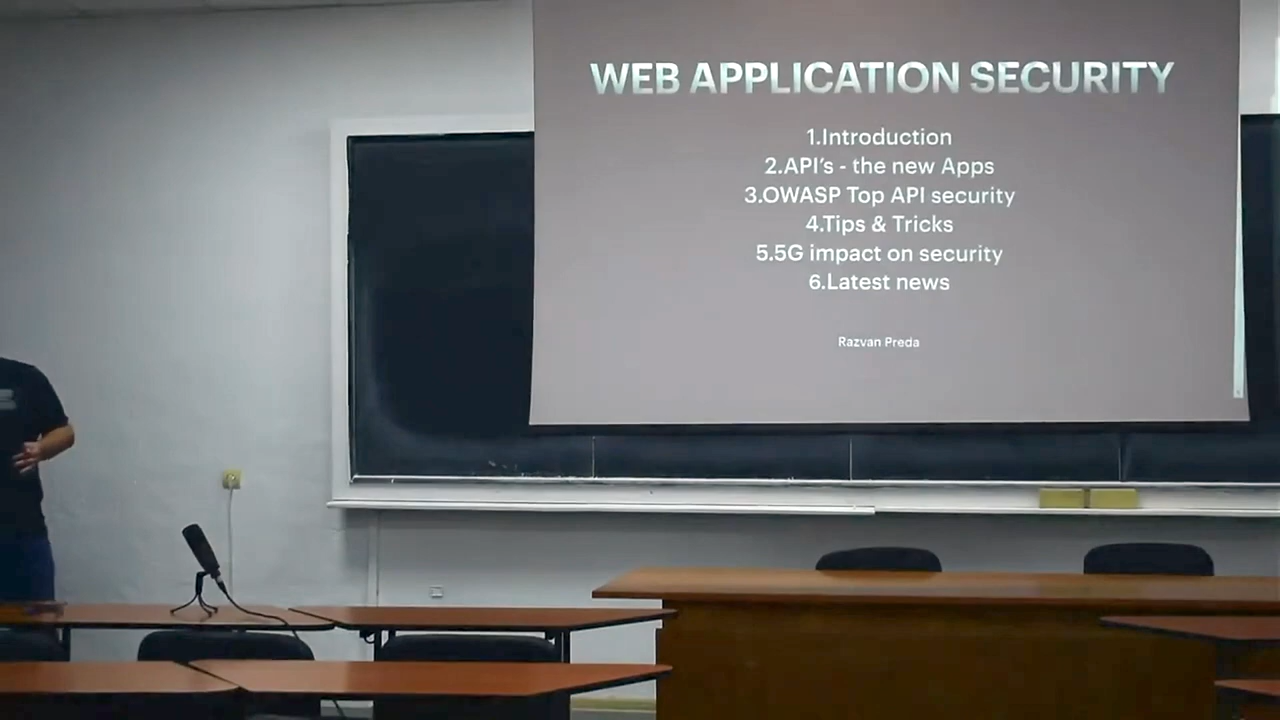 WEB APPLICATION SECURITY
1.Introduction
2.API's - the new Apps
3.OWASP Top API security
4.Tips & Tricks
5.5G impact on security
6.Latest news
Razvan Preda